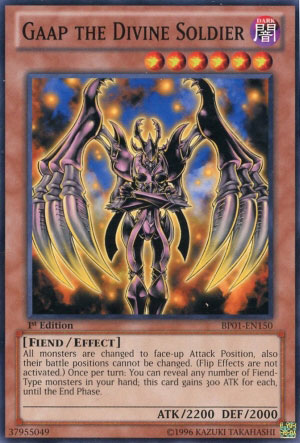 GAAP THE DIVINE SOLDIER
DARK
闇
1st Edition
BP01-EN150
[FIEND / EFFECT]
All monsters are changed to face-up Attack Position, also
their battle positions cannot be changed. (Flip Effects are not
activated.) Once per turn: You can reveal any number of Fiend-
Type monsters in your hand; this card gains 300 ATK for each,
until the End Phase.
ATK/2200 DEF/2000
37955049
©1996 KAZUKI TAKAHASHI